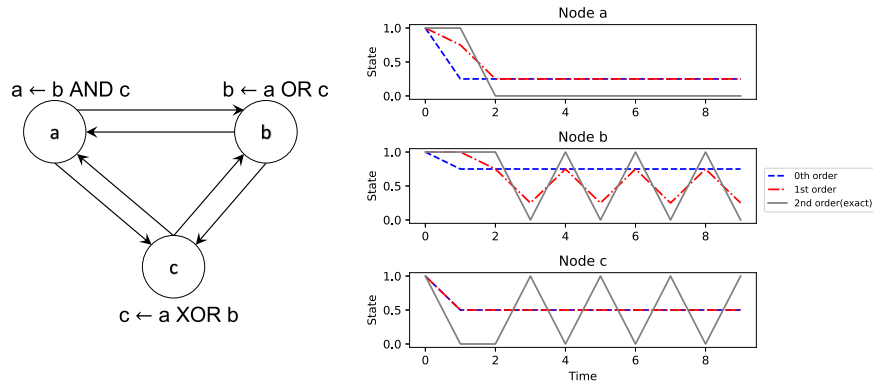 a ← b AND c
b ← a OR c
a
b
c
c ← a XOR b
Node a
State
1.0
0.5
0.0
0 2 4 6 8
Node b
State
1.0
0.5
0.0
0 2 4 6 8
Node c
State
1.0
0.5
0.0
0 2 4 6 8
Time
0th order
1st order
2nd order(exact)